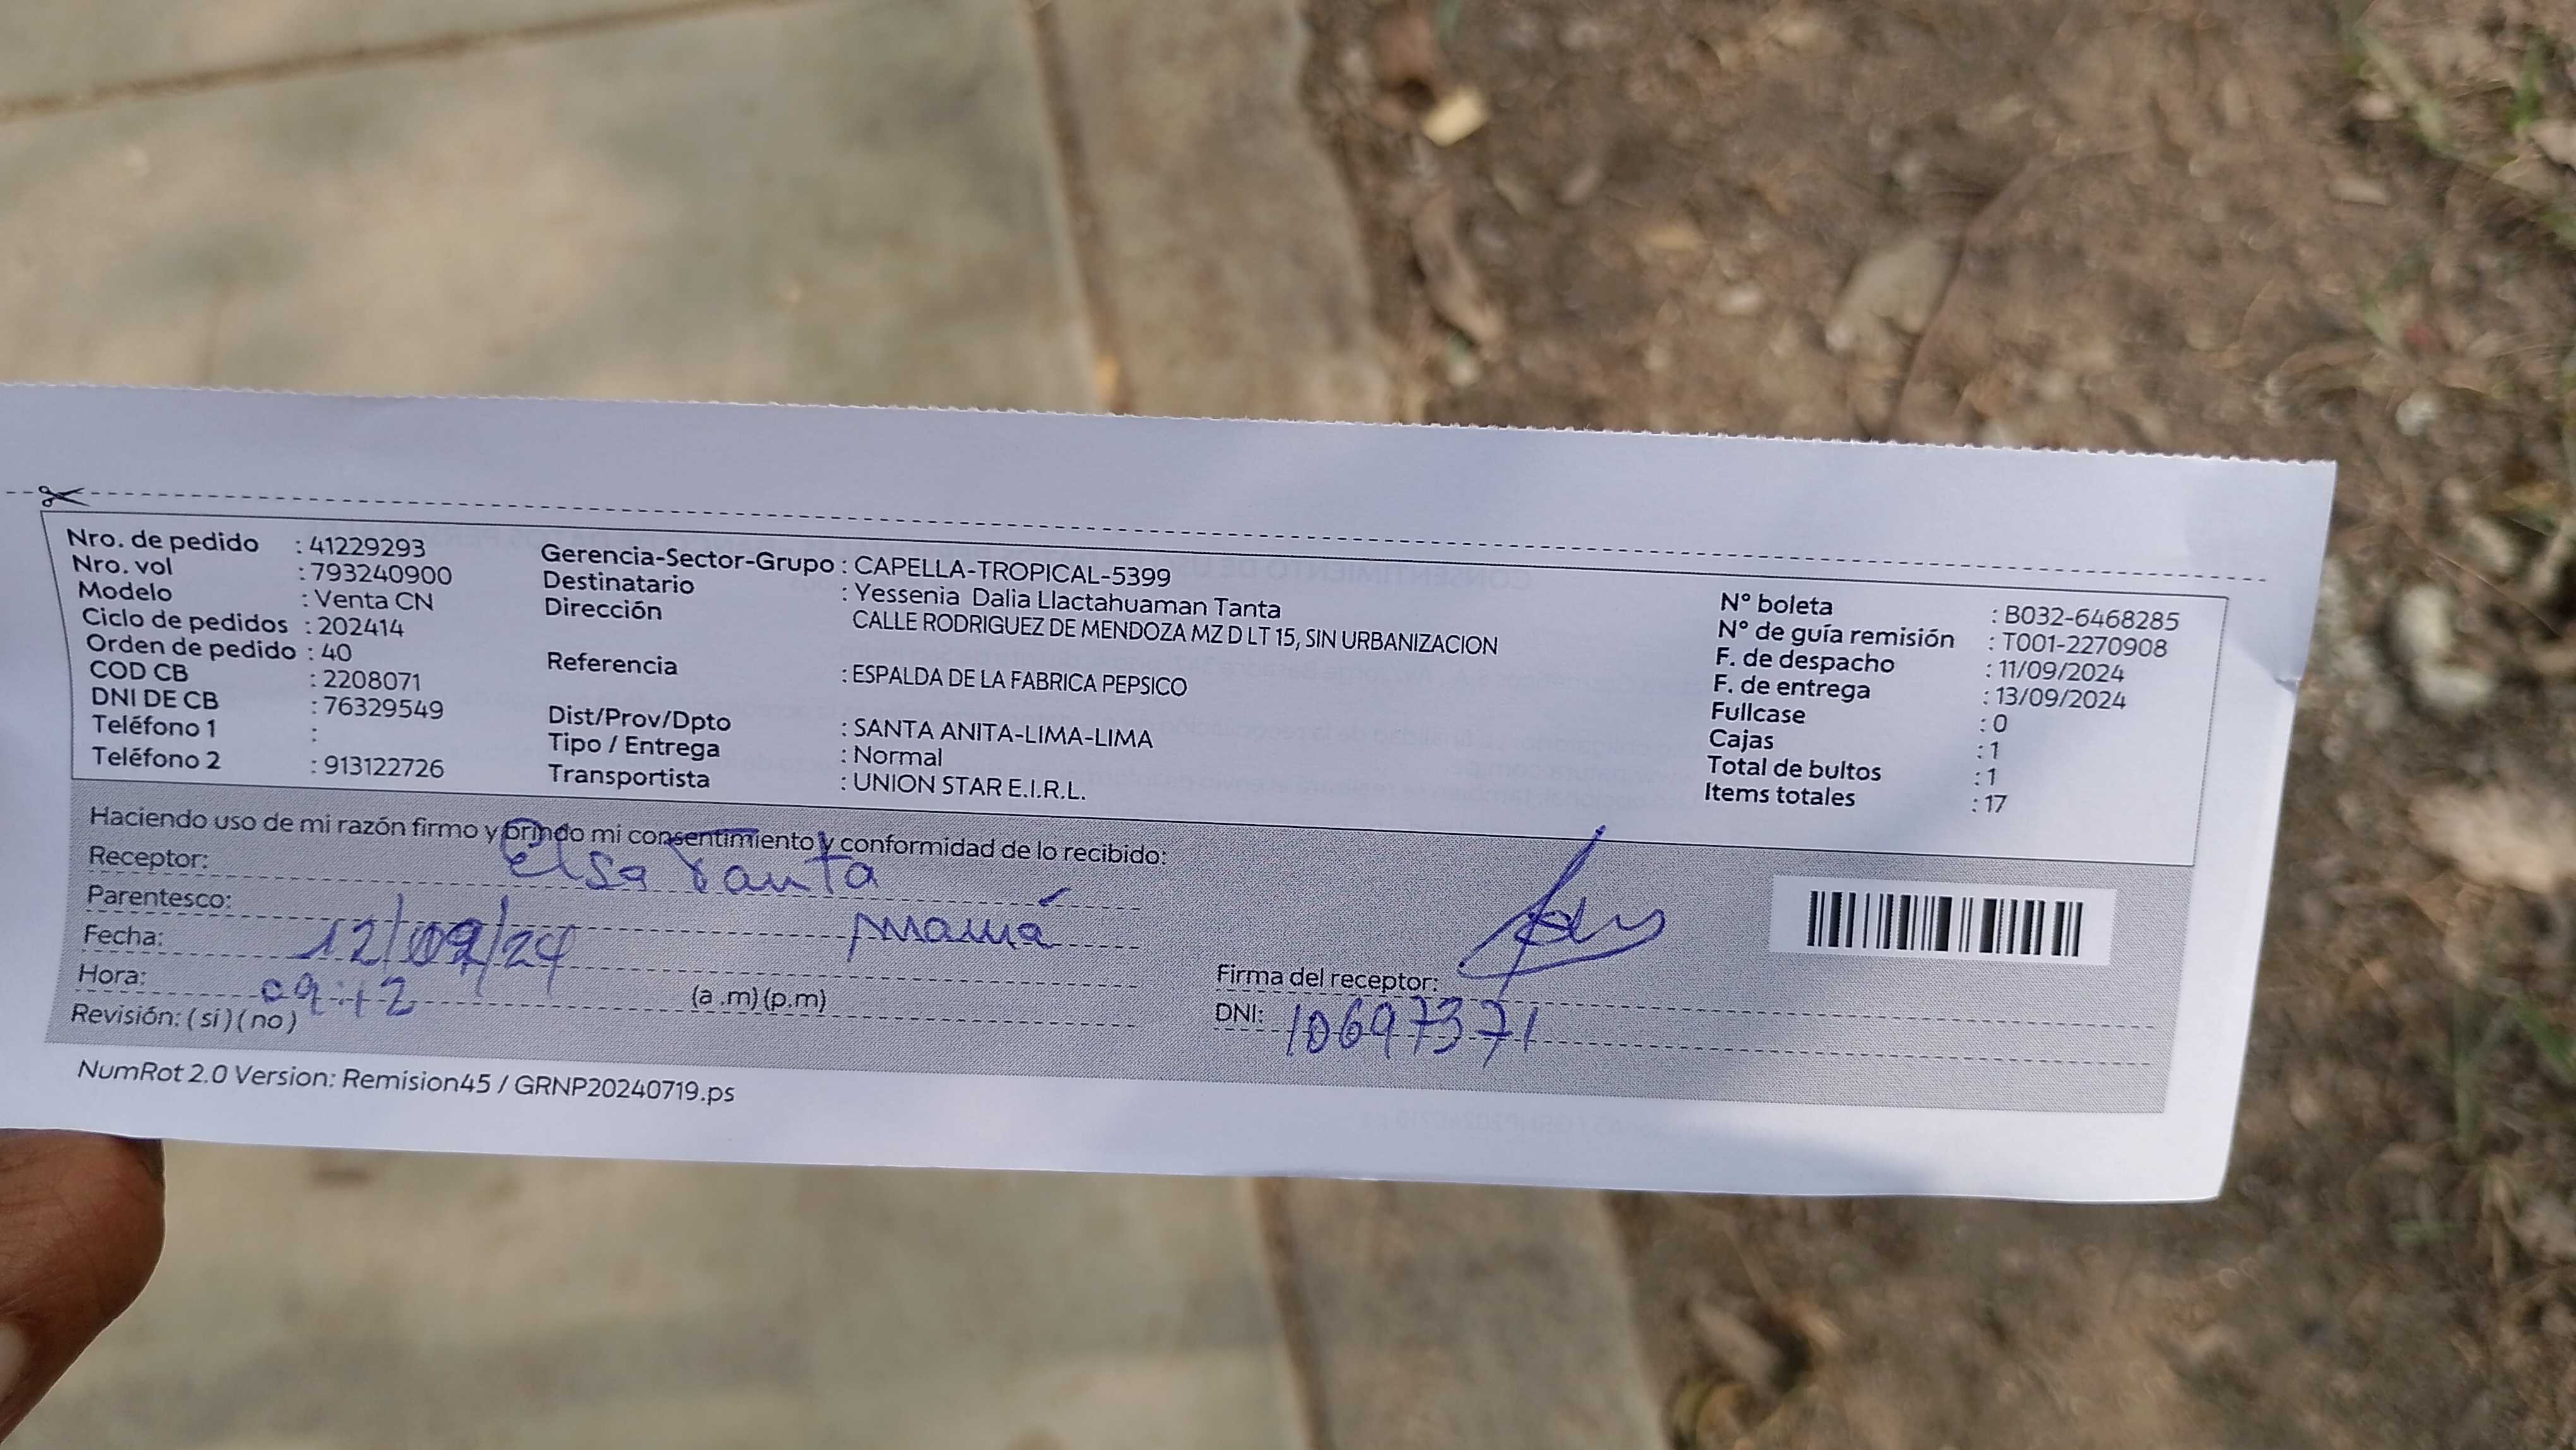 Nro. de pedido : 41229293
Nro. vol : 793240900
Modelo : Venta CN
Ciclo de pedidos : 202414
Orden de pedido : 40
COD CB : 2208071
DNI DE CB : 76329549
Teléfono 1 :
Teléfono 2 : 913122726
Gerencia-Sector-Grupo : CAPELLA-TROPICAL-5399
Destinatario : Yessenia Dalia Llactahuaman Tanta
Dirección CALLE RODRIGUEZ DE MENDOZA MZ D LT 15, SIN URBANIZACION
Referencia : ESPALDA DE LA FABRICA PEPSICO
Dist/Prov/Dpto : SANTA ANITA-LIMA-LIMA
Tipo / Entrega : Normal
Transportista : UNION STAR E.I.R.L.
N° boleta : B032-6468285
N° de guía remisión : T001-2270908
F. de despacho : 11/09/2024
F. de entrega : 13/09/2024
Fullcase : 0
Cajas : 1
Total de bultos : 1
Items totales : 17
Haciendo uso de mi razón firmo y brindo mi consentimiento y conformidad de lo recibido:
Receptor: Elsa Tanta
Parentesco: mamá
Fecha: 12/09/24
Hora: 09:12 (a .m) (p.m)
Revisión: ( si ) ( no )
Firma del receptor:
DNI: 10697371
NumRot 2.0 Version: Remision45 / GRNP20240719.ps